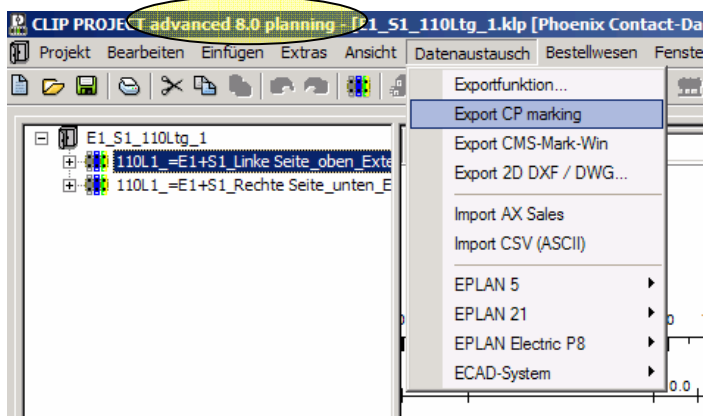 CLIP PROJECT advanced 8.0 planning - [E1_S1_110Ltg_1.klp [Phoenix Contact-Da
Projekt Bearbeiten Einfügen Extras Ansicht Datenaustausch Bestellwesen Fenste
Exportfunktion...
Export CP marking
Export CMS-Mark-Win
Export 2D DXF / DWG...
Import AX Sales
Import CSV (ASCII)
EPLAN 5
EPLAN 21
EPLAN Electric P8
ECAD-System
E1_S1_110Ltg_1
110L1_=E1+S1_Linke Seite_oben_Exte
110L1_=E1+S1_Rechte Seite_unten_E
0.0